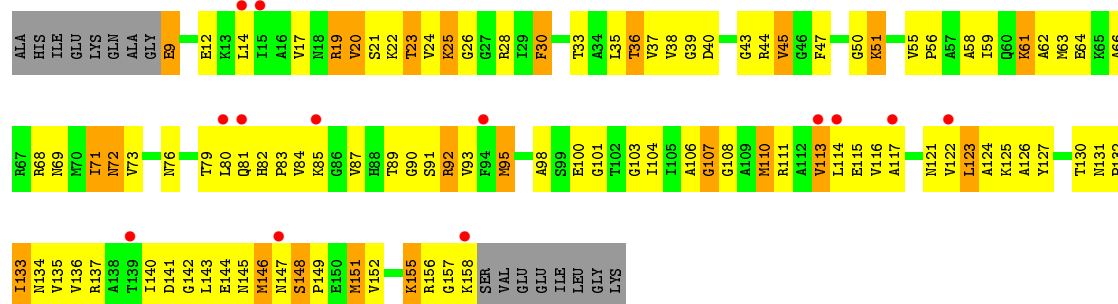 ALA HIS ILE GLU LYS GLN ALA GLY E9 E12 K13 L14 I15 A16 V17 N18 R19 V20 S21 K22 T23 V24 K25 G26 G27 R28 I29 F30 T33 A34 L35 T36 V37 V38 G39 D40 G43 R44 V45 G46 F47 G50 K51 V55 P56 A57 A58 I59 Q60 K61 A62 M63 E64 K65 A66
R67 R68 N69 M70 I71 N72 V73 N76 T79 L80 Q81 H82 P83 V84 K85 G86 V87 H88 T89 G90 S91 R92 V93 F94 M95 A98 S99 E100 G101 T102 G103 I104 I105 A106 G107 G108 A109 M110 R111 A112 V113 L114 E115 V116 A117 N121 V122 L123 A124 K125 A126 Y127 T130 N131 P132
I133 N134 V135 V136 R137 A138 T139 I140 D141 G142 L143 E144 N145 M146 N147 S148 P149 E150 M151 V152 K155 R156 G157 K158 SER VAL GLU GLU ILE LEU GLY LYS